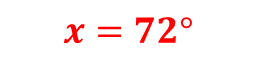 x = 72°